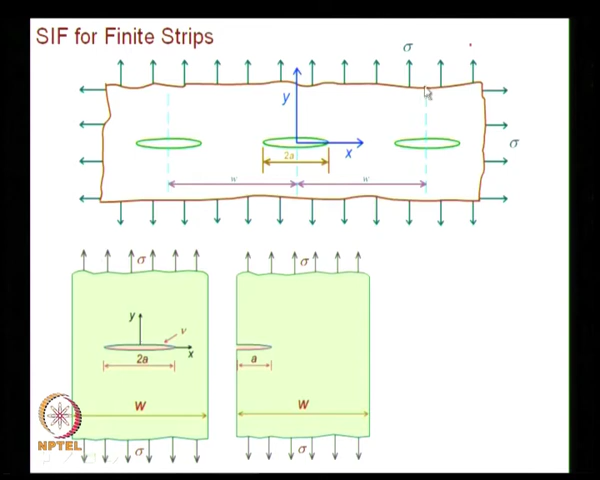 SIF for Finite Strips
σ
y
x
2a
w
w
σ
σ
σ
y
v
x
2a
a
W
W
σ
σ
NPTEL